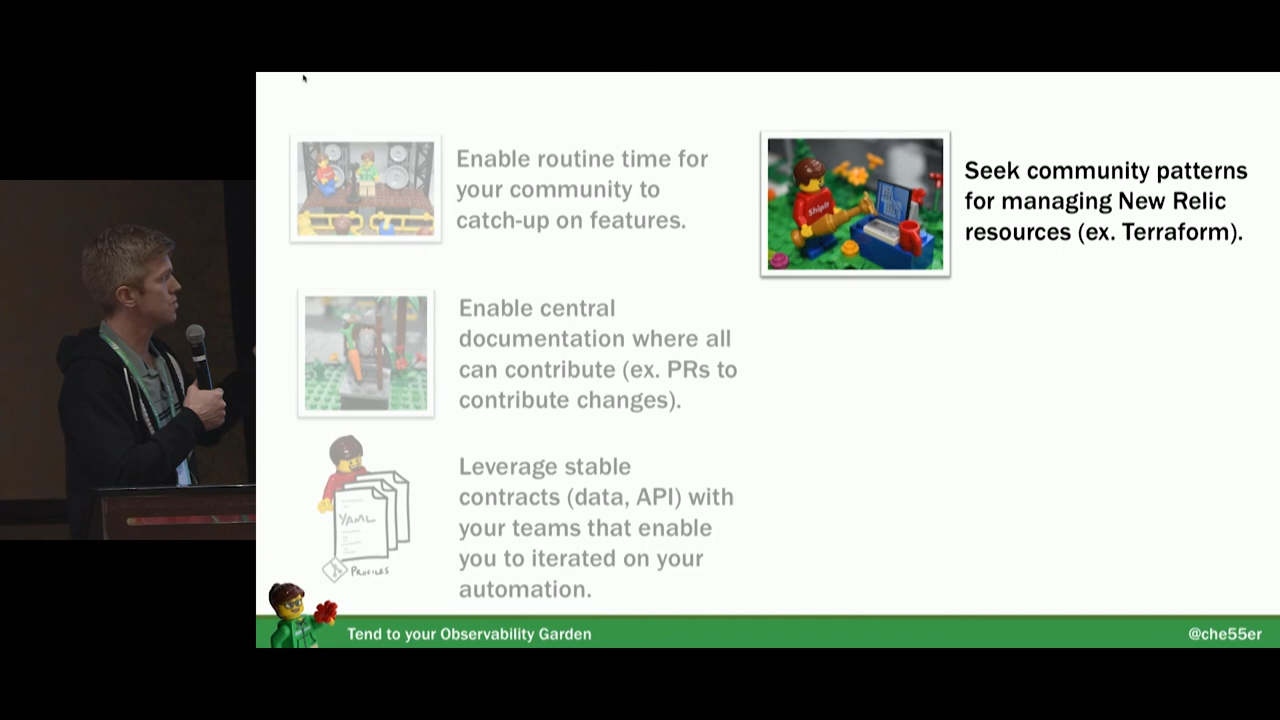 Enable routine time for
your community to
catch-up on features.
Enable central
documentation where all
can contribute (ex. PRs to
contribute changes).
YAML
PROFILES
Leverage stable
contracts (data, API) with
your teams that enable
you to iterated on your
automation.
ShipIt
Seek community patterns
for managing New Relic
resources (ex. Terraform).
Tend to your Observability Garden
@che55er